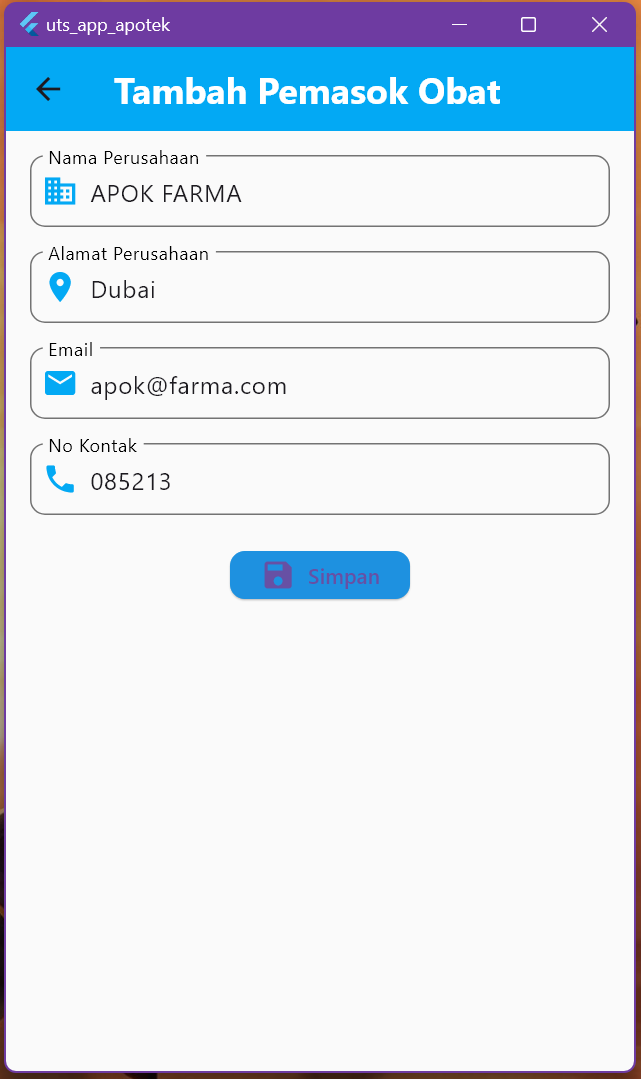 uts_app_apotek
Tambah Pemasok Obat
Nama Perusahaan
APOK FARMA
Alamat Perusahaan
Dubai
Email
apok@farma.com
No Kontak
085213
Simpan